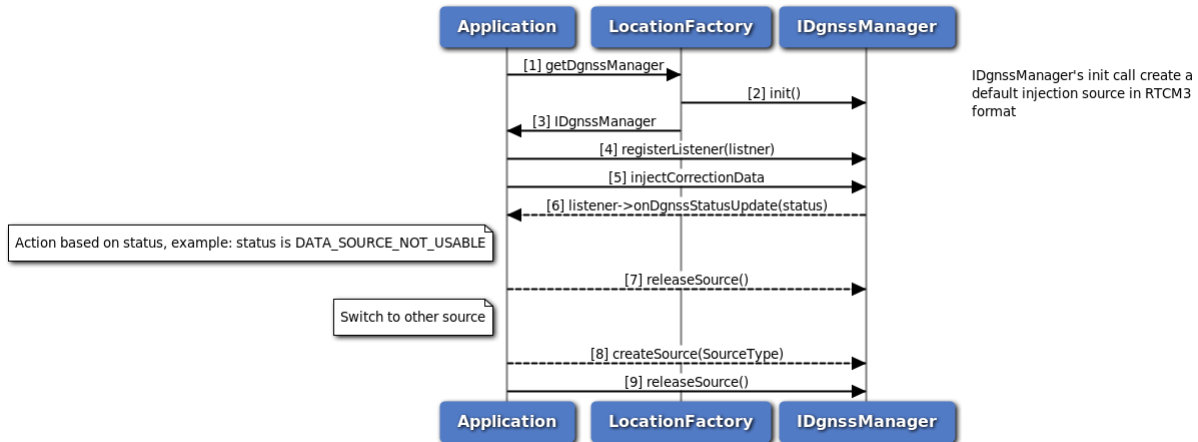 Application
LocationFactory
IDgnssManager
[1] getDgnssManager
IDgnssManager's init call create a
default injection source in RTCM3
format
[2] init()
[3] IDgnssManager
[4] registerListener(listner)
[5] injectCorrectionData
[6] listener->onDgnssStatusUpdate(status)
Action based on status, example: status is DATA_SOURCE_NOT_USABLE
[7] releaseSource()
Switch to other source
[8] createSource(SourceType)
[9] releaseSource()
Application
LocationFactory
IDgnssManager